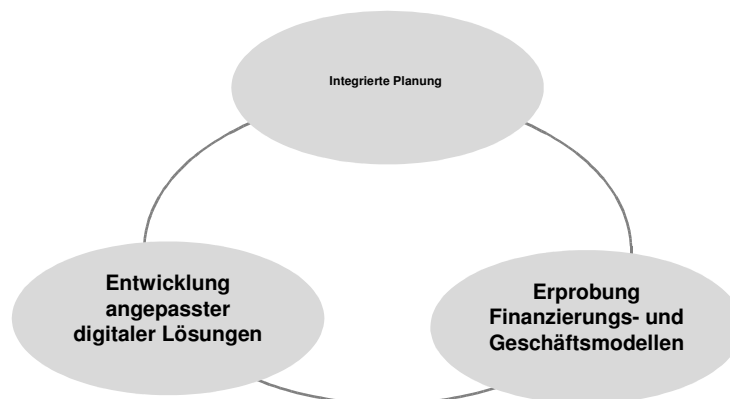 Integrierte Planung
Entwicklung
angepasster
digitaler Lösungen
Erprobung
Finanzierungs- und
Geschäftsmodellen